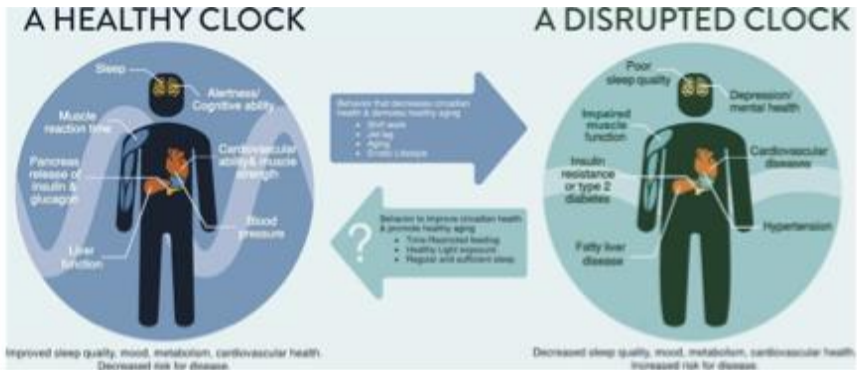 A HEALTHY CLOCK
Sleep
Alertness/
Cognitive ability
Muscle
reaction time
Pancreas
release of
insulin &
glucagon
Cardiovascular
ability& muscle
strength
Blood
pressure
Liver
function
Improved sleep quality, mood, metabolism, cardiovascular health.
Decreased risk for disease.
Behavior that decreases circadian
health & demotes healthy aging
Shift work
Jet lag
Aging
Erratic Lifestyle
?
Behavior to improve circadian health
& promote healthy aging
Time-Restricted feeding
Healthy Light exposure
Regular and sufficient sleep
A DISRUPTED CLOCK
Poor
sleep quality
Depression/
mental health
Impaired
muscle
function
Cardiovascular
diseases
Insulin
resistance
or type 2
diabetes
Hypertension
Fatty liver
disease
Decreased sleep quality, mood, metabolism, cardiovascular health.
Increased risk for disease.